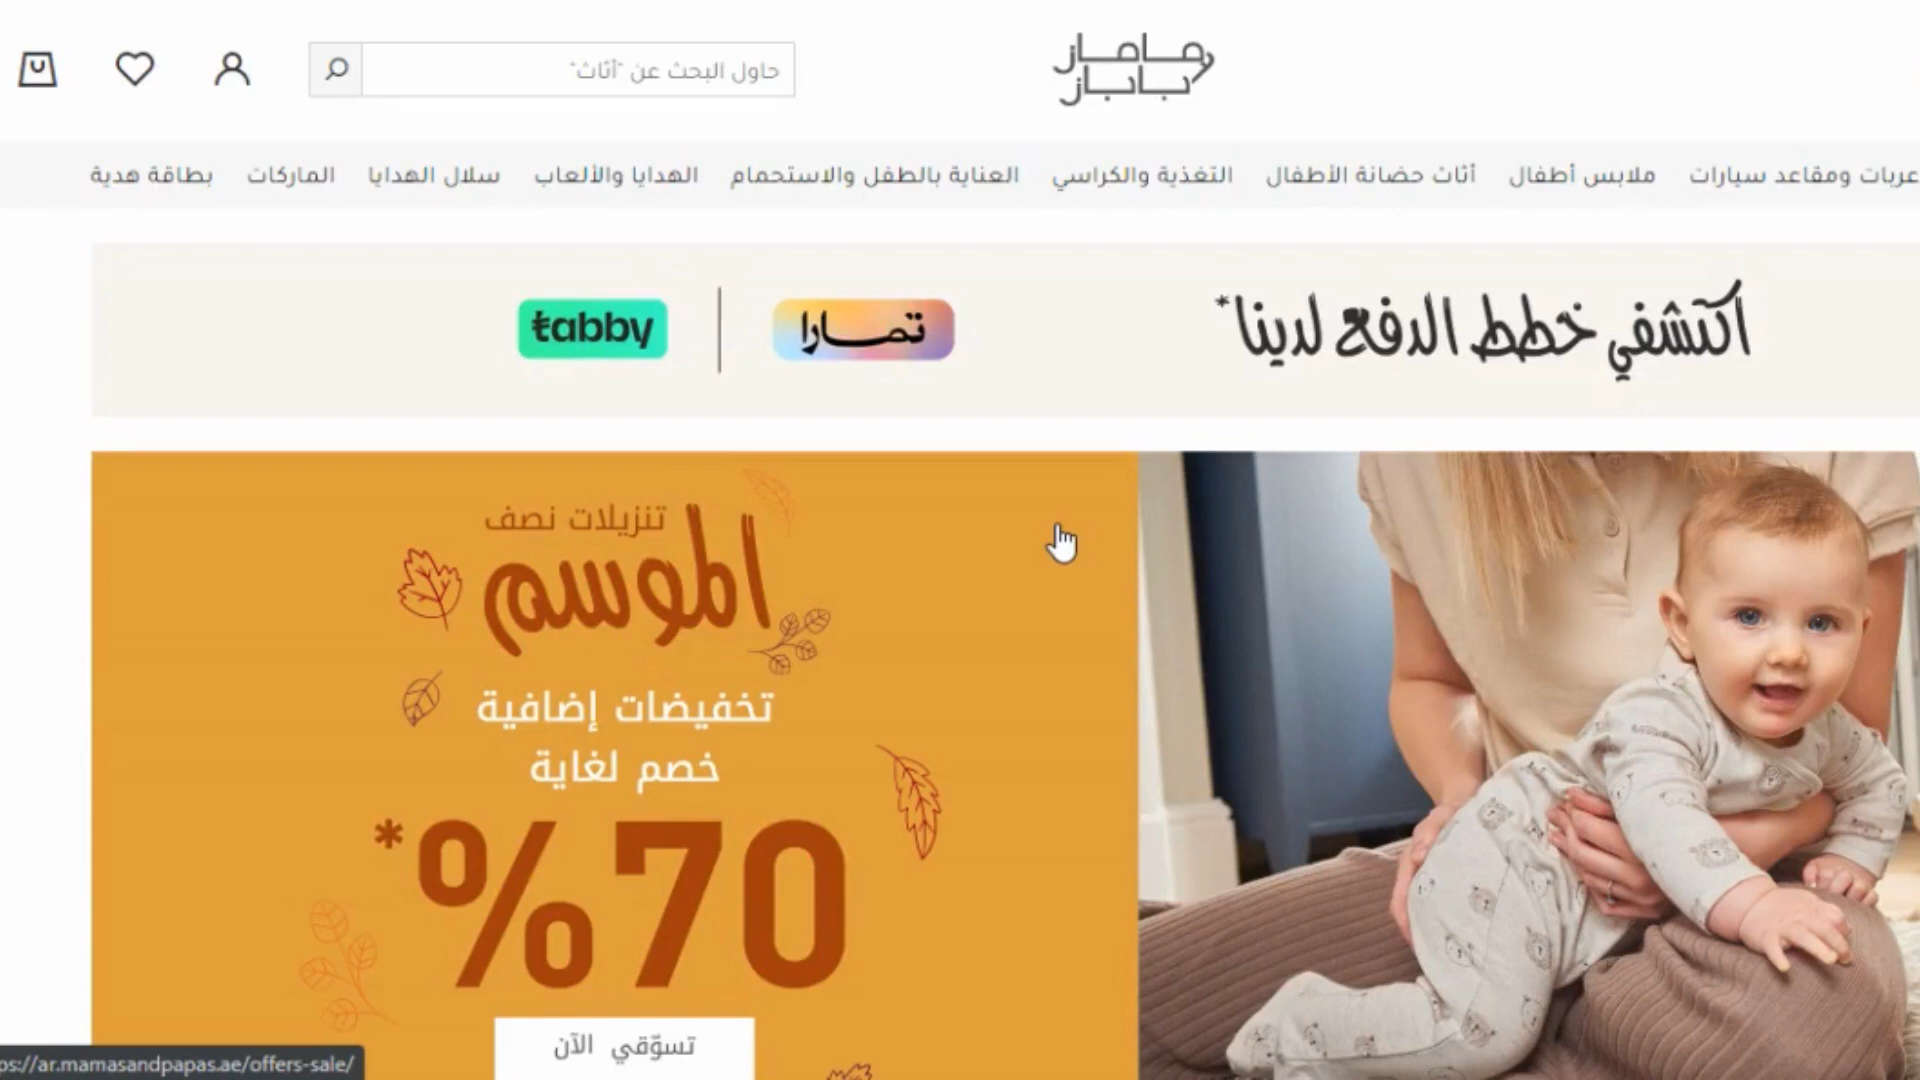 ماماز
باباز
حاول البحث عن "أثاث"
عربات ومقاعد سيارات
ملابس أطفال
أثاث حضانة الأطفال
التغذية والكراسي
العناية بالطفل والاستحمام
الهدايا والألعاب
سلال الهدايا
الماركات
بطاقة هدية
اكتشفي خطط الدفع لدينا*
تمارا
tabby
تنزيلات نصف
الموسم
تخفيضات إضافية
خصم لغاية
70%*
تسوّقي الآن
ps://ar.mamasandpapas.ae/offers-sale/